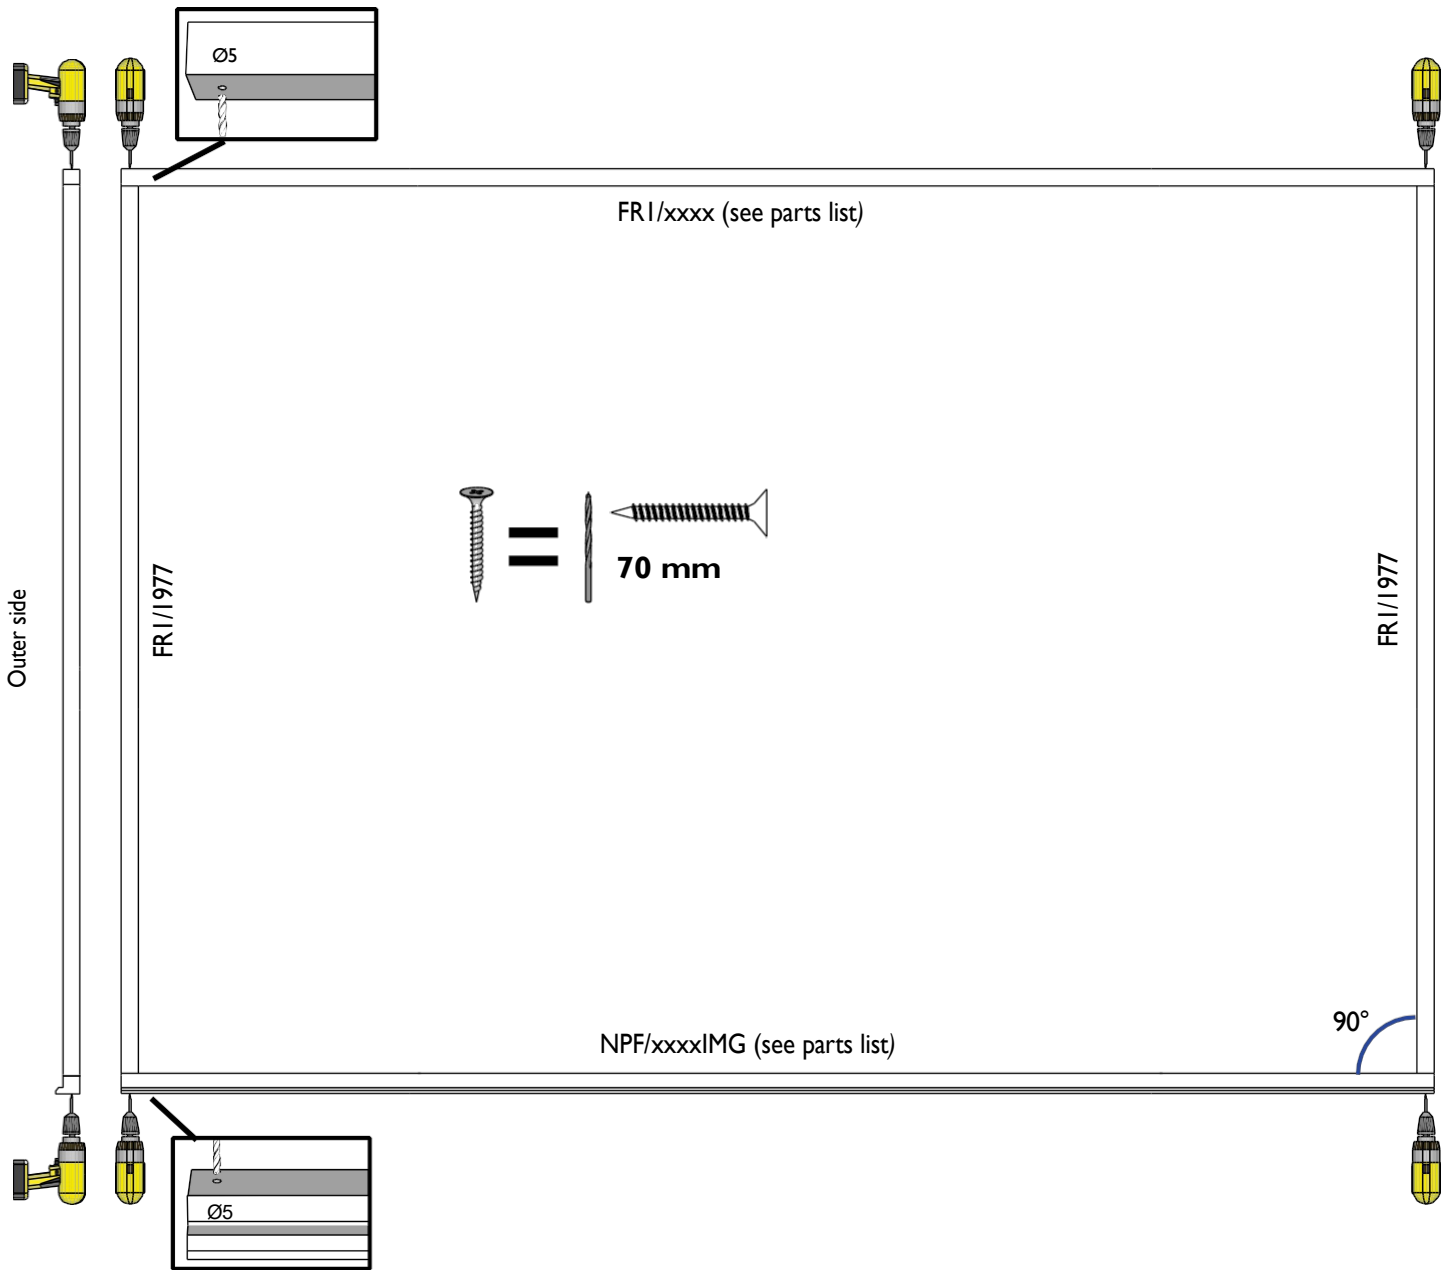 Ø5
FR1/xxxx (see parts list)
Outer side
FR1/1977
70 mm
FR1/1977
90°
NPF/xxxxIMG (see parts list)
Ø5